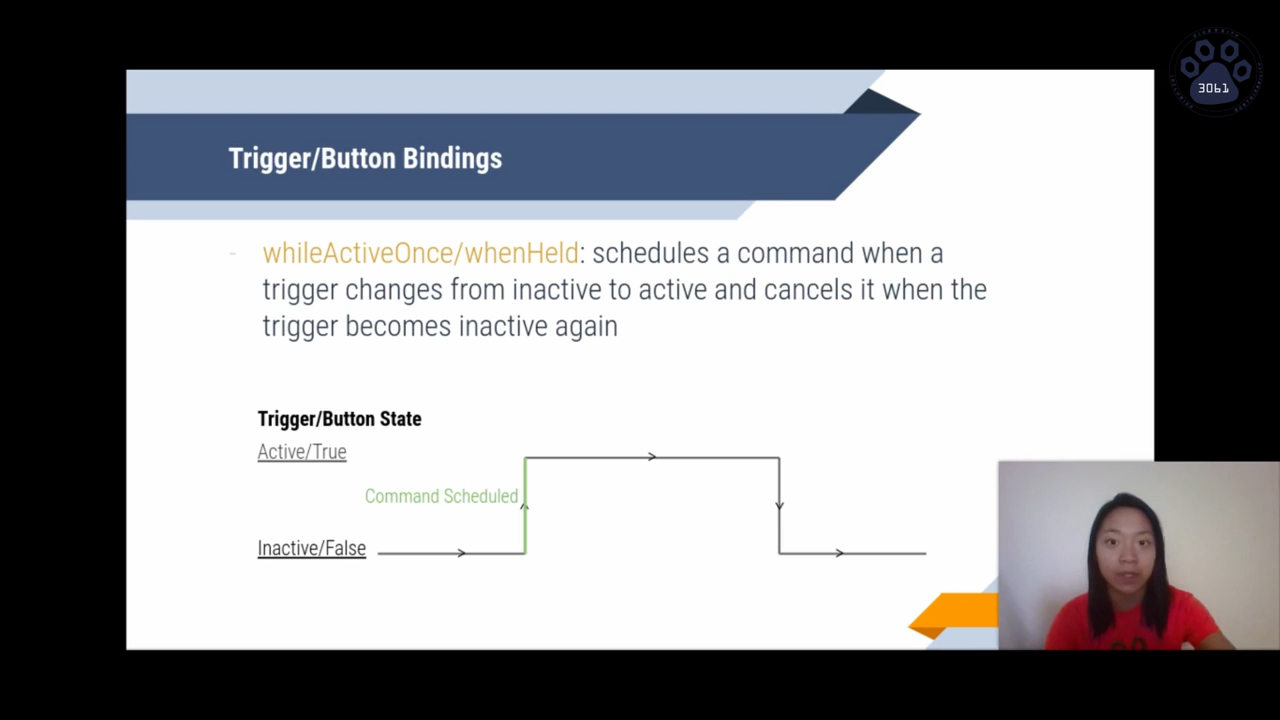 3061
Trigger/Button Bindings
- whileActiveOnce/whenHeld: schedules a command when a
trigger changes from inactive to active and cancels it when the
trigger becomes inactive again
Trigger/Button State
Active/True
Command Scheduled
Inactive/False